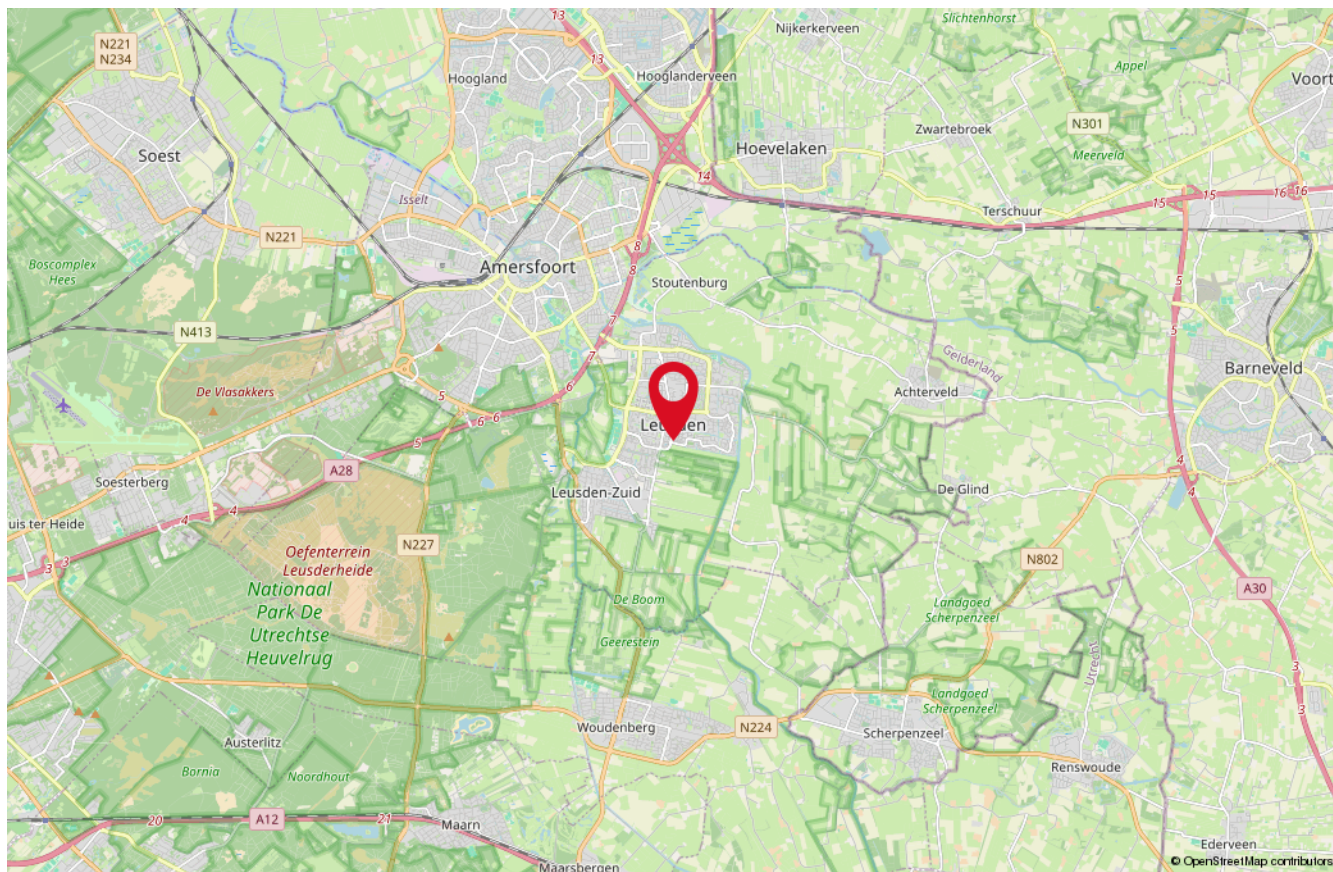 13
Slichtenhorst
Nijkerkerveen
N221
N234
13
Hoogland
Hooglanderveen
Appel
Voort
N301
Zwartebroek
Soest
Hoevelaken
Meerveld
14
Isselt
15
15
16
16
Terschuur
N221
8
Amersfoort
8
Boscomplex
Hees
Stoutenburg
5
N413
7
5
7
Gelderland
Barneveld
De Vlasakkers
5
6
Achterveld
6
6
Leusden
5
4
A28
Soesterberg
Leusden-Zuid
De Glind
4
4
uis ter Heide
4
N227
Oefenterrein
Leusderheide
N802
3
3
Nationaal
Park De
Utrechtse
Heuvelrug
A30
De Boom
Landgoed
Scherpenzeel
Geerestein
Utrecht
3
Landgoed
Scherpenzeel
3
Woudenberg
N224
Scherpenzeel
Austerlitz
Renswoude
Bornia
Noordhout
20
A12
21
Maarn
Ederveen
Maarsbergen
© OpenStreetMap contributors